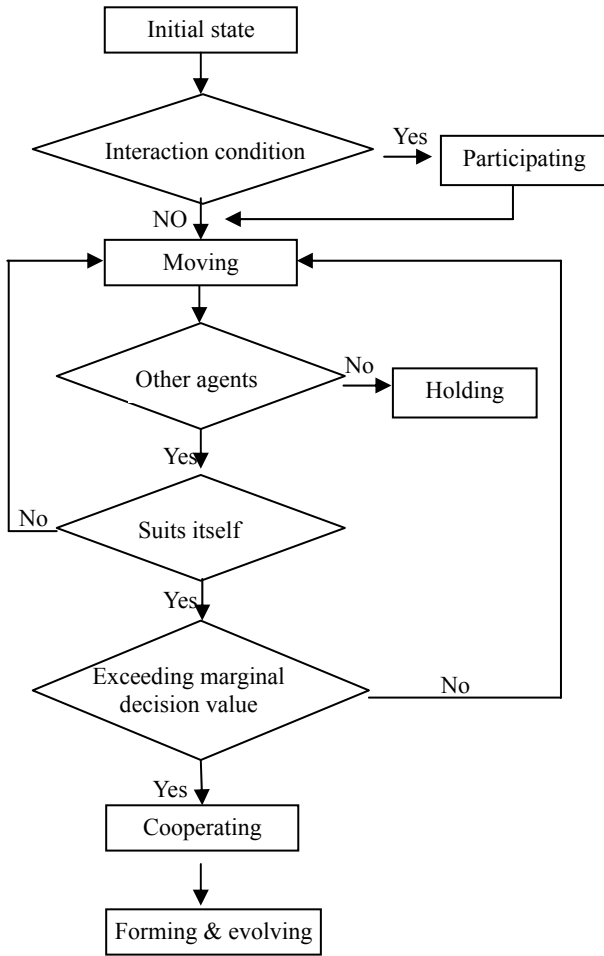 Initial state
Interaction condition
Yes
Participating
NO
Moving
Other agents
No
Holding
Yes
No
Suits itself
Yes
Exceeding marginal
decision value
No
Yes
Cooperating
Forming & evolving